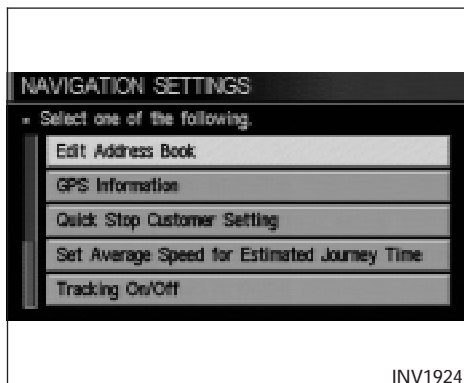 NAVIGATION SETTINGS
Select one of the following.
Edit Address Book
GPS Information
Quick Stop Customer Setting
Set Average Speed for Estimated Journey Time
Tracking On/Off
INV1924